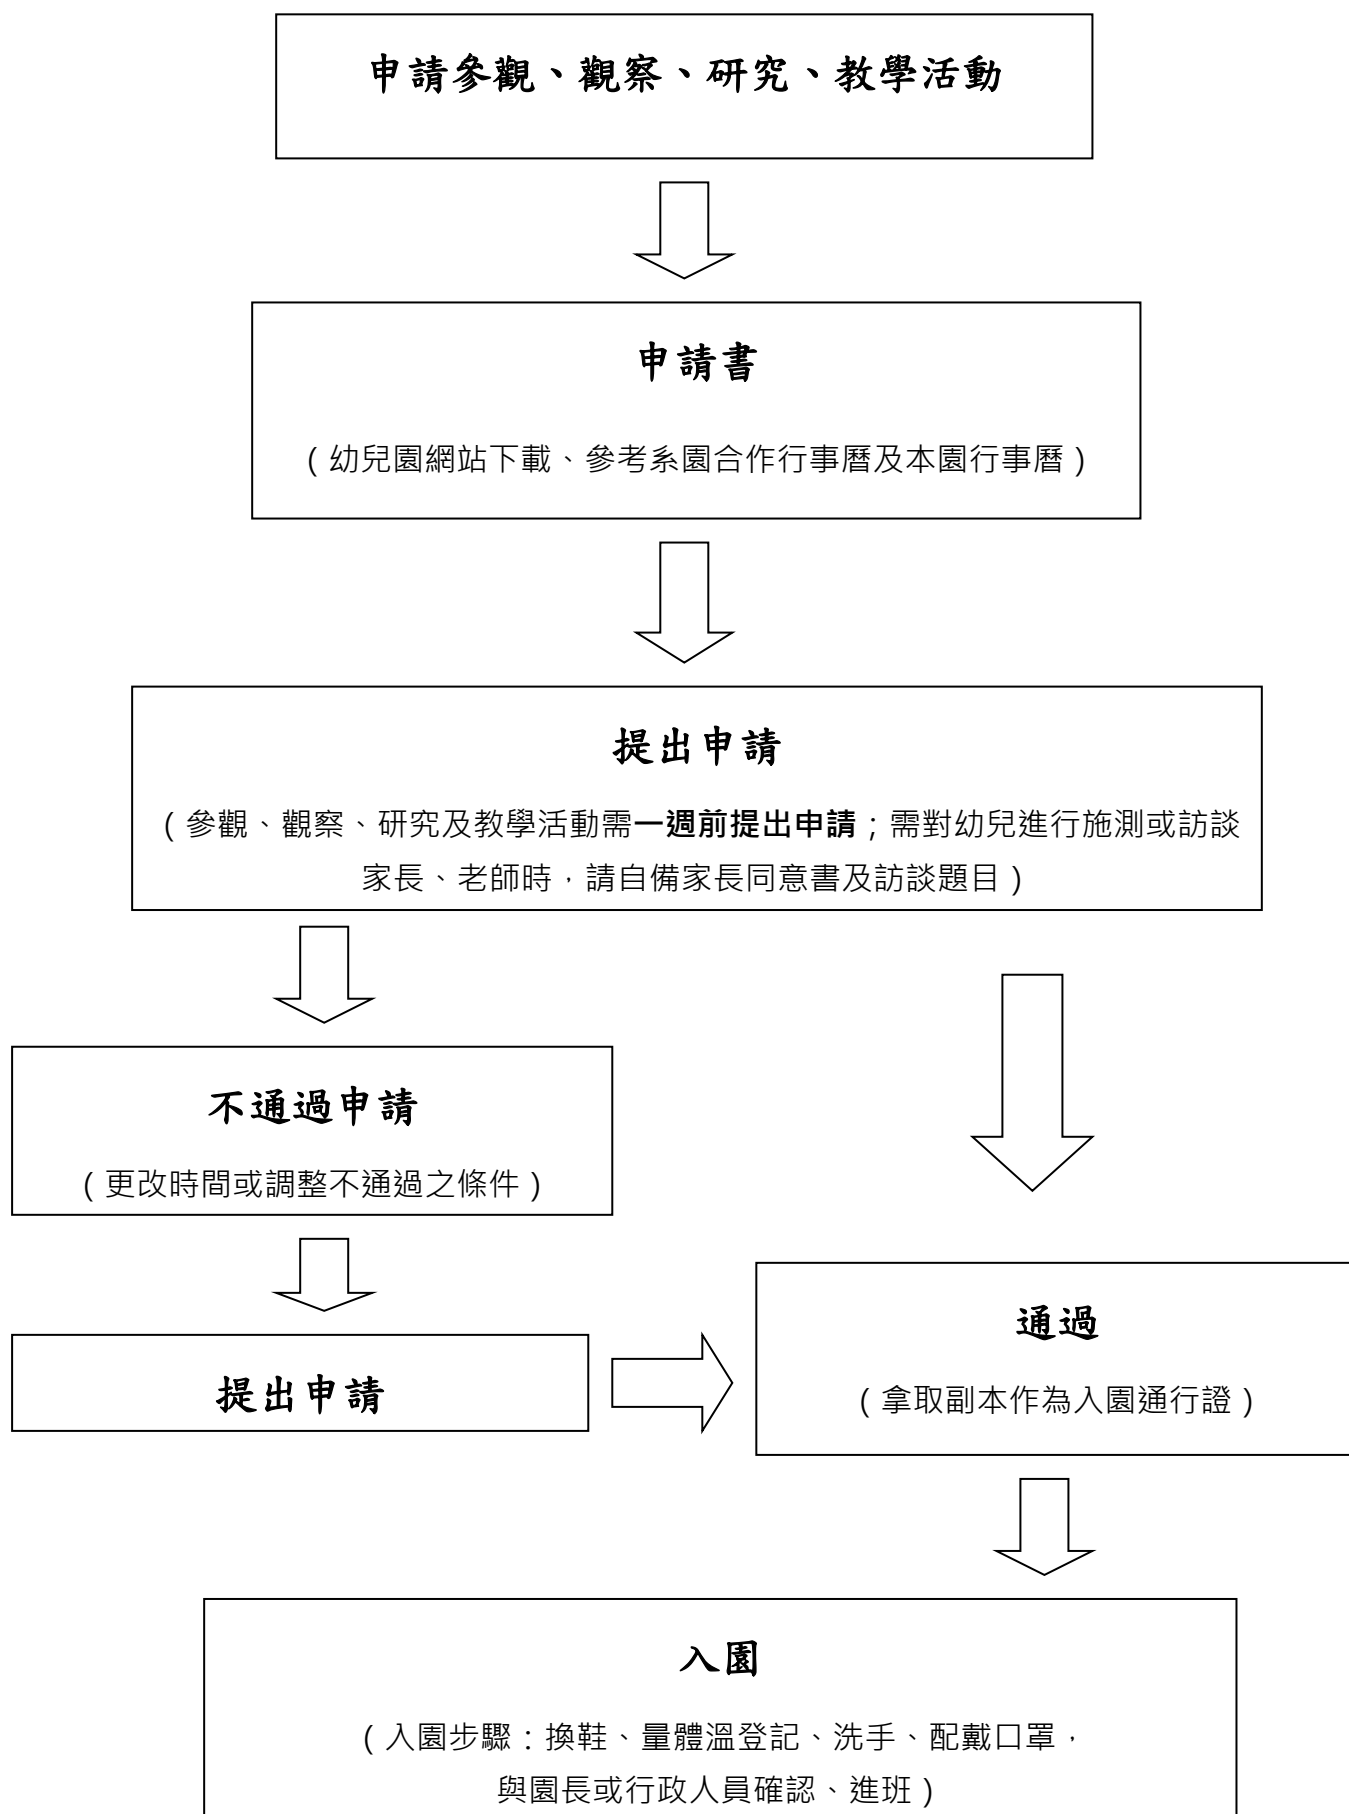 申請參觀、觀察、研究、教學活動
申請書
（幼兒園網站下載、參考系園合作行事曆及本園行事曆）
提出申請
（參觀、觀察、研究及教學活動需一週前提出申請；需對幼兒進行施測或訪談
家長、老師時，請自備家長同意書及訪談題目）
不通過申請
（更改時間或調整不通過之條件）
提出申請
通過
（拿取副本作為入園通行證）
入園
（入園步驟：換鞋、量體溫登記、洗手、配戴口罩，
與園長或行政人員確認、進班）